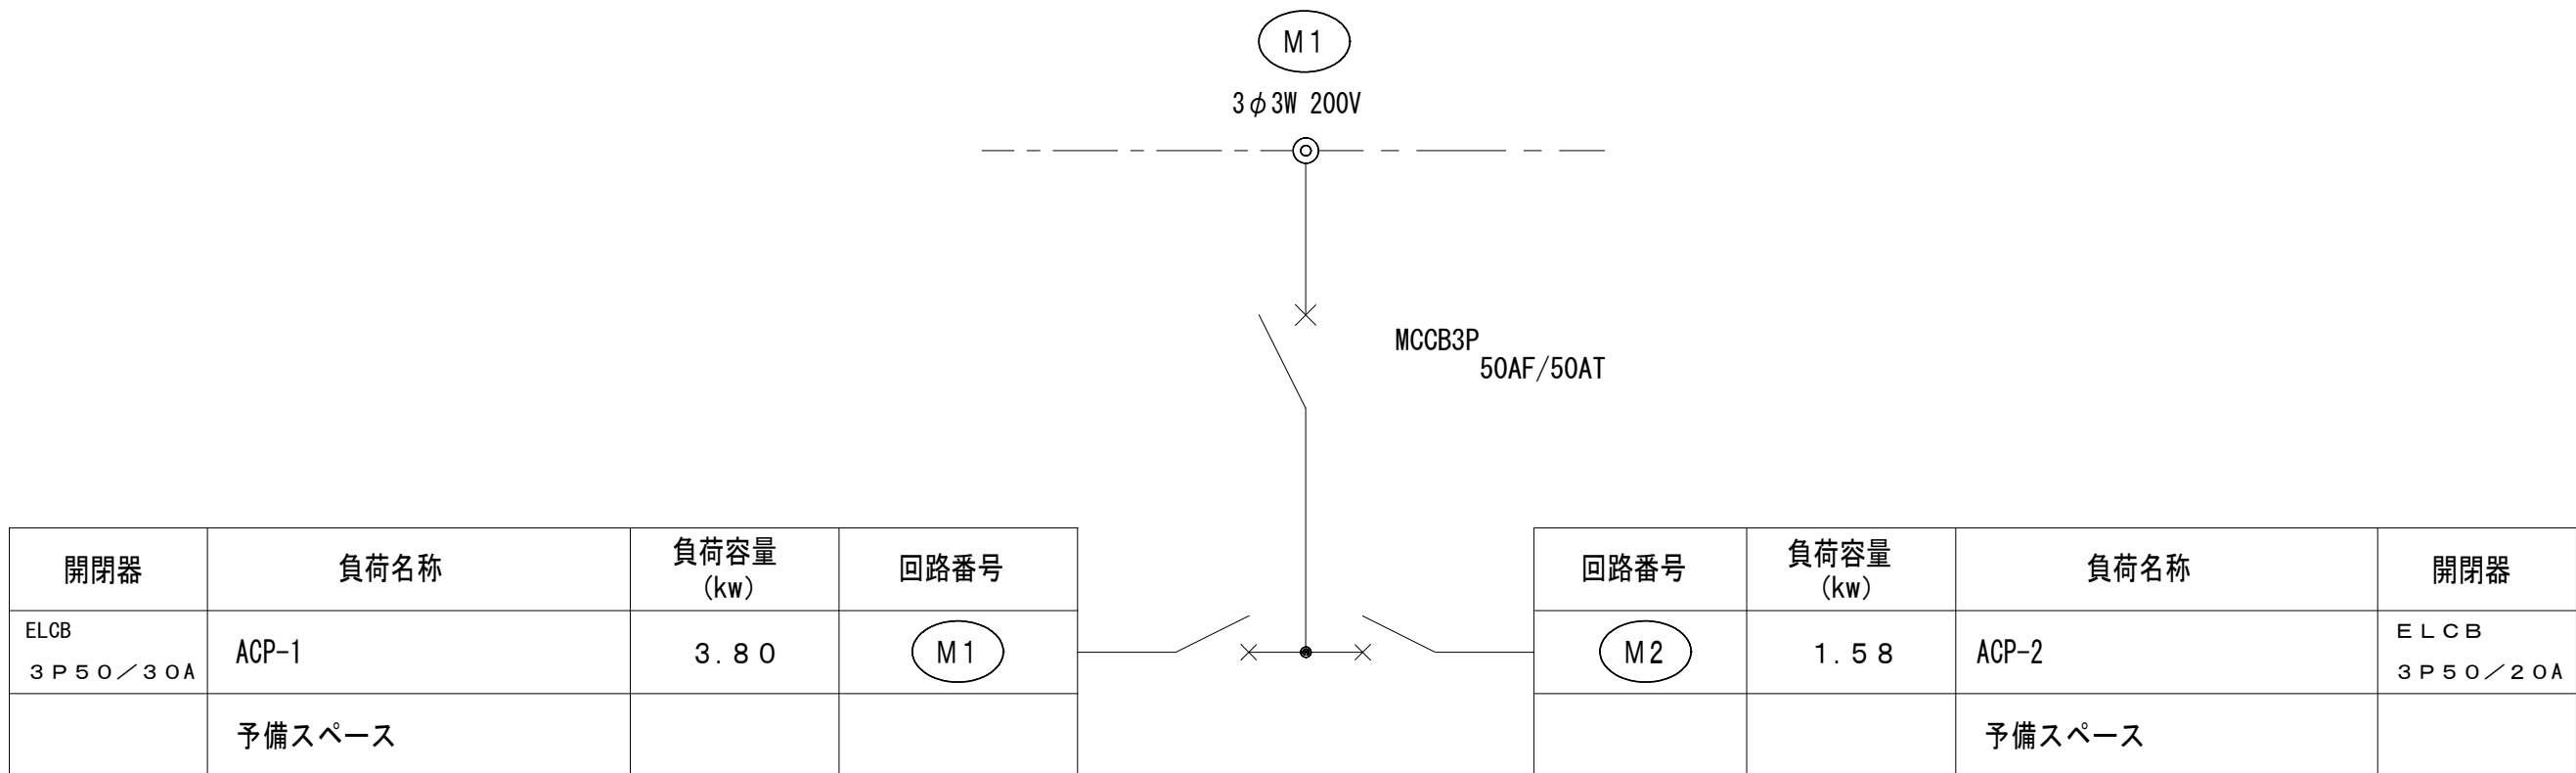 M1
3φ3W 200V
MCCB3P
50AF/50AT
開閉器 負荷名称 負荷容量 (kw) 回路番号
ELCB
3P50/30A ACP-1 3.80 M1
予備スペース
回路番号 負荷容量 (kw) 負荷名称 開閉器
M2 1.58 ACP-2 ELCB
3P50/20A
予備スペース